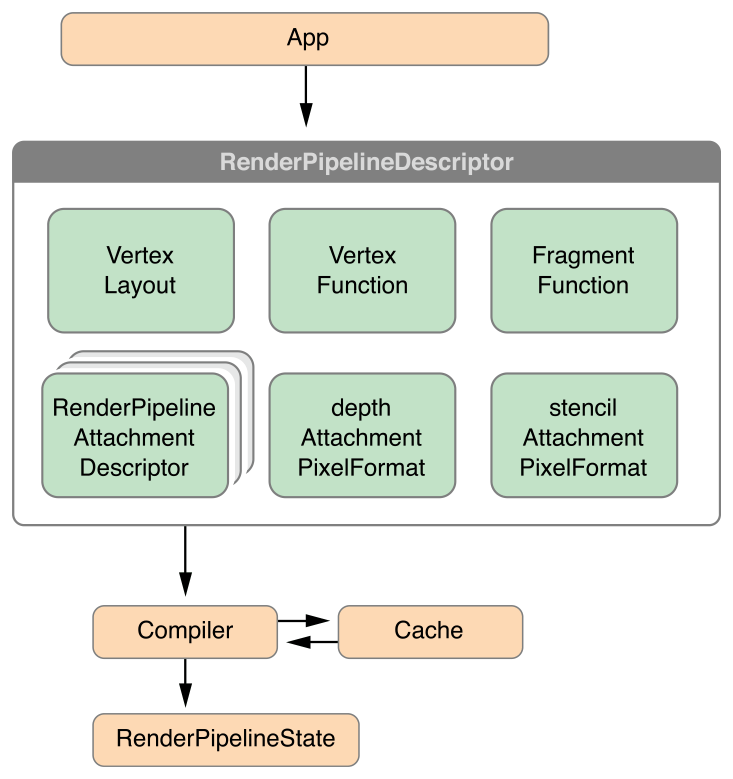 App
RenderPipelineDescriptor
Vertex
Layout
Vertex
Function
Fragment
Function
RenderPipeline
Attachment
Descriptor
depth
Attachment
PixelFormat
stencil
Attachment
PixelFormat
Compiler
Cache
RenderPipelineState